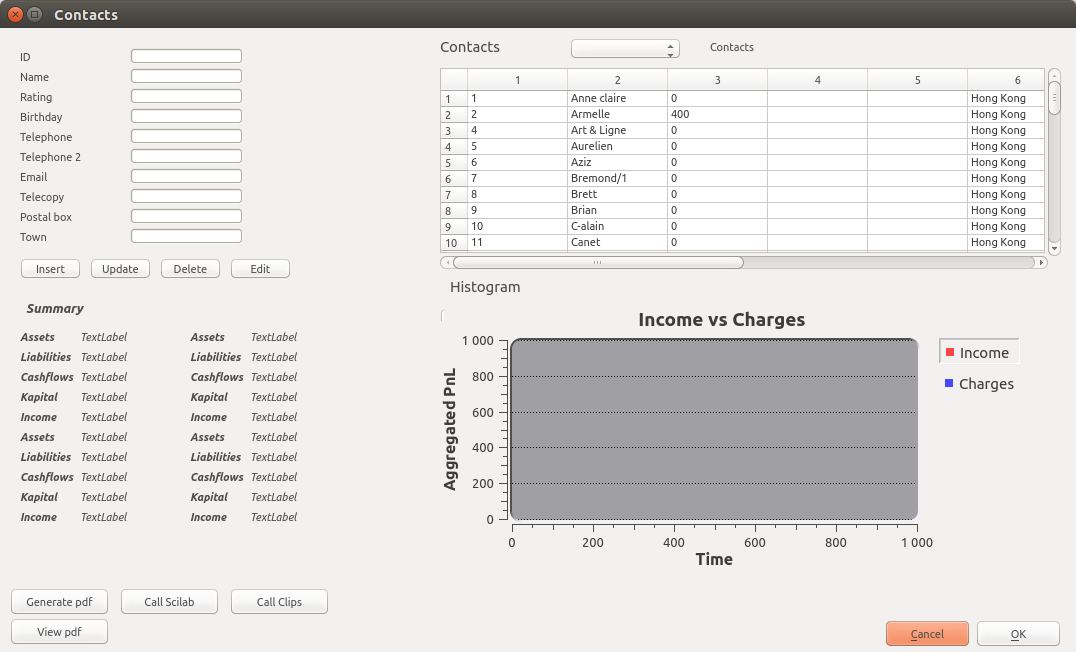 Contacts
ID
Name
Rating
Birthday
Telephone
Telephone 2
Email
Telecopy
Postal box
Town
Insert Update Delete Edit
Summary
Assets TextLabel Assets TextLabel
Liabilities TextLabel Liabilities TextLabel
Cashflows TextLabel Cashflows TextLabel
Kapital TextLabel Kapital TextLabel
Income TextLabel Income TextLabel
Assets TextLabel Assets TextLabel
Liabilities TextLabel Liabilities TextLabel
Cashflows TextLabel Cashflows TextLabel
Kapital TextLabel Kapital TextLabel
Income TextLabel Income TextLabel
Generate pdf Call Scilab Call Clips
View pdf
Contacts Contacts
1 2 3 4 5 6
1 1 Anne claire 0 Hong Kong
2 2 Armelle 400 Hong Kong
3 4 Art & Ligne 0 Hong Kong
4 5 Aurelien 0 Hong Kong
5 6 Aziz 0 Hong Kong
6 7 Bremond/1 0 Hong Kong
7 8 Brett 0 Hong Kong
8 9 Brian 0 Hong Kong
9 10 C-alain 0 Hong Kong
10 11 Canet 0 Hong Kong
Histogram
Income vs Charges
Aggregated PnL
1 000
800
600
400
200
0
0 200 400 600 800 1 000
Time
Income
Charges
Cancel OK